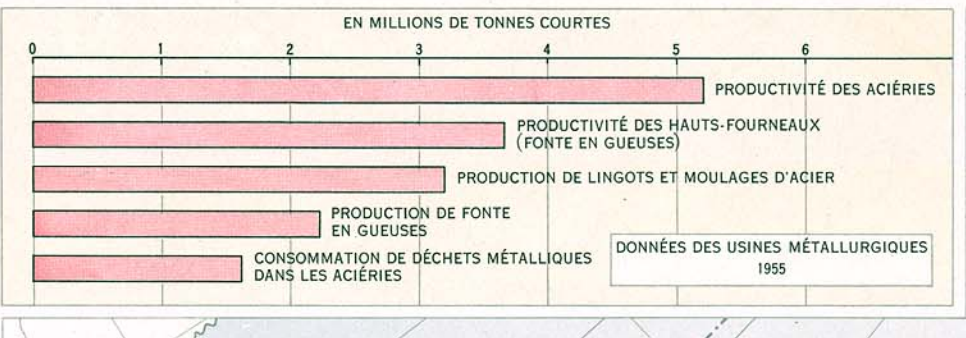 EN MILLIONS DE TONNES COURTES
0 1 2 3 4 5 6
PRODUCTIVITÉ DES ACIÉRIES
PRODUCTIVITÉ DES HAUTS-FOURNEAUX
(FONTE EN GUEUSES)
PRODUCTION DE LINGOTS ET MOULAGES D'ACIER
PRODUCTION DE FONTE
EN GUEUSES
CONSOMMATION DE DÉCHETS MÉTALLIQUES
DANS LES ACIÉRIES
DONNÉES DES USINES MÉTALLURGIQUES
1955